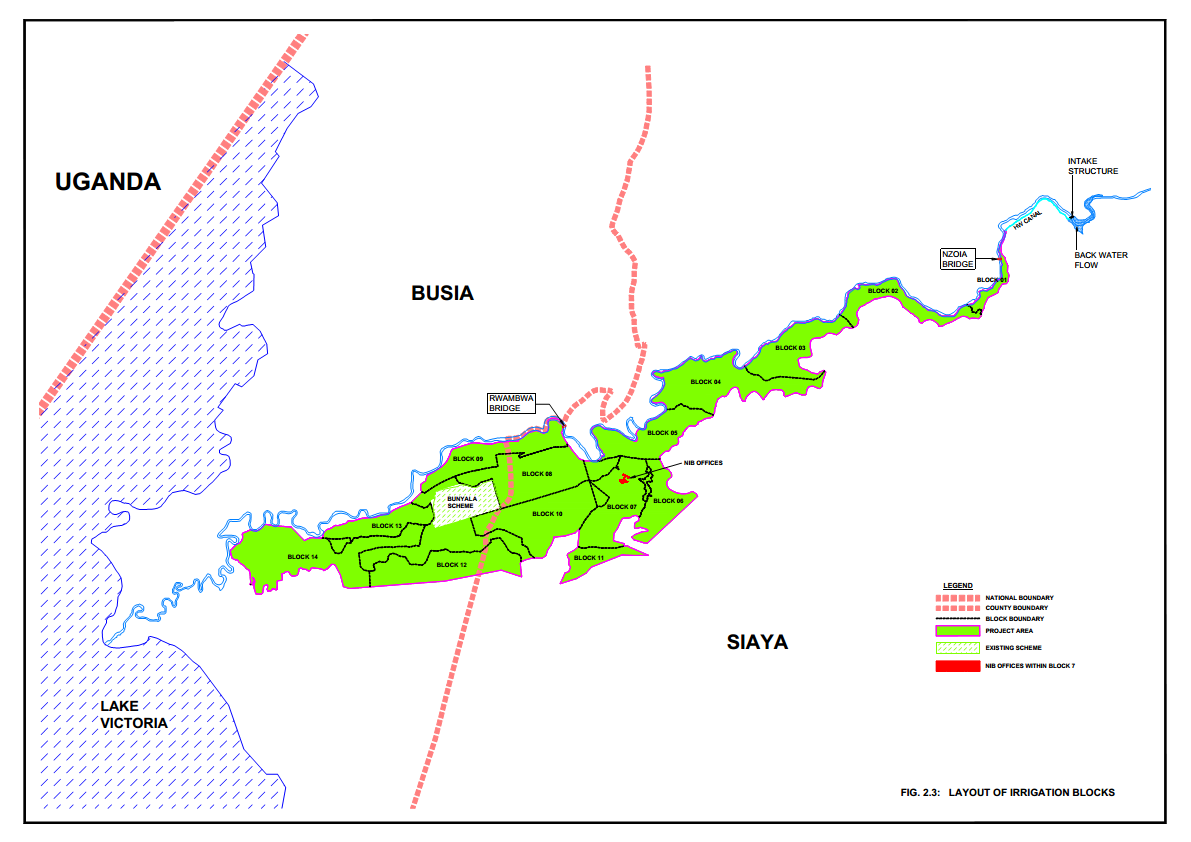 INTAKE
STRUCTURE
UGANDA
HW CANAL
NZOIA
BRIDGE
BACK WATER
FLOW
BLOCK 01
BUSIA
BLOCK 02
BLOCK 03
BLOCK 04
RWAMBWA
BRIDGE
BLOCK 05
BLOCK 09
NIB OFFICES
BLOCK 08
BUNYALA
SCHEME
BLOCK 06
BLOCK 07
BLOCK 10
BLOCK 13
BLOCK 14
BLOCK 11
BLOCK 12
LEGEND
NATIONAL BOUNDARY
COUNTY BOUNDARY
BLOCK BOUNDARY
PROJECT AREA
EXISTING SCHEME
NIB OFFICES WITHIN BLOCK 7
SIAYA
LAKE
VICTORIA
FIG. 2.3: LAYOUT OF IRRIGATION BLOCKS